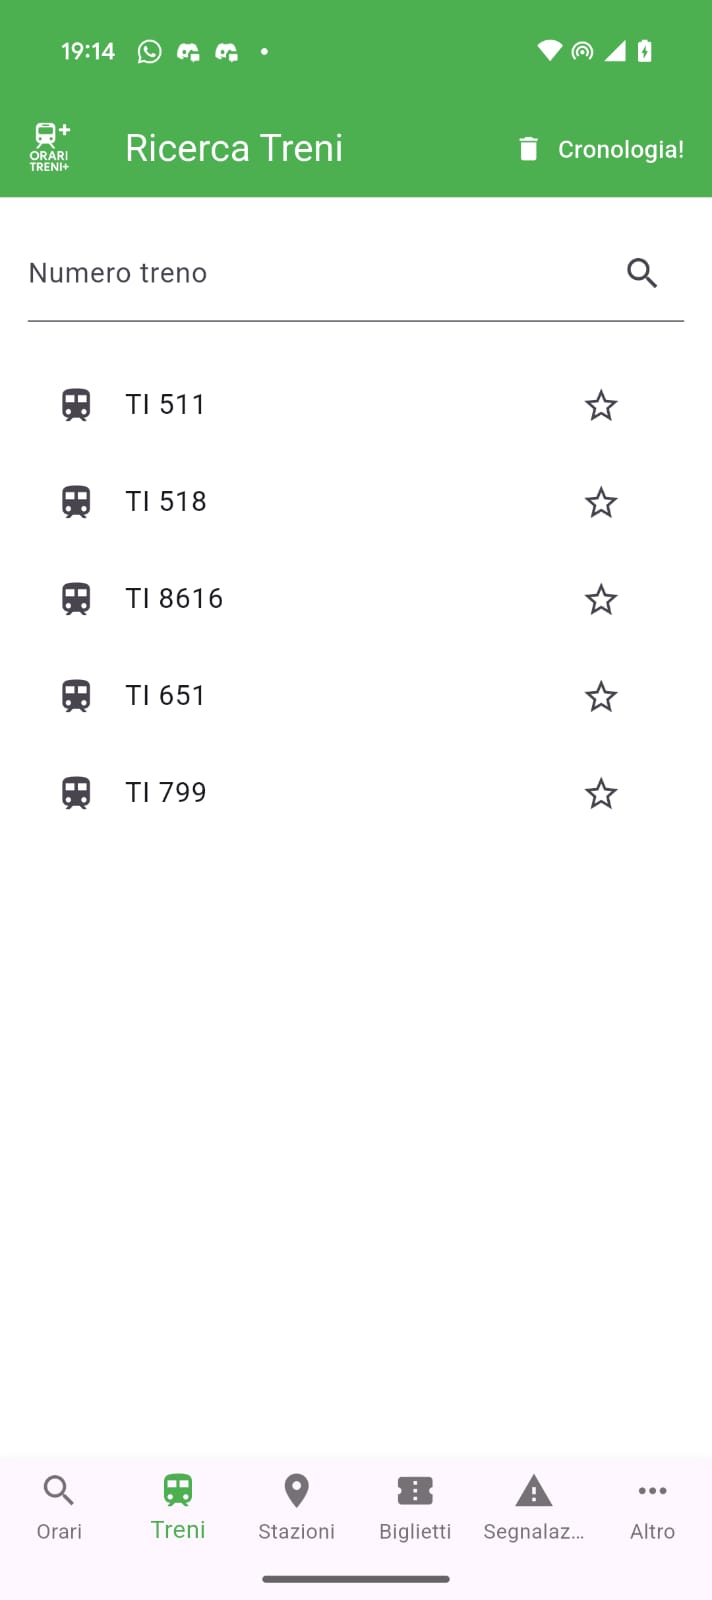 19:14
ORARI
TRENI+
Ricerca Treni
Cronologia!
Numero treno
TI 511
TI 518
TI 8616
TI 651
TI 799
Orari
Treni
Stazioni
Biglietti
Segnalaz...
Altro